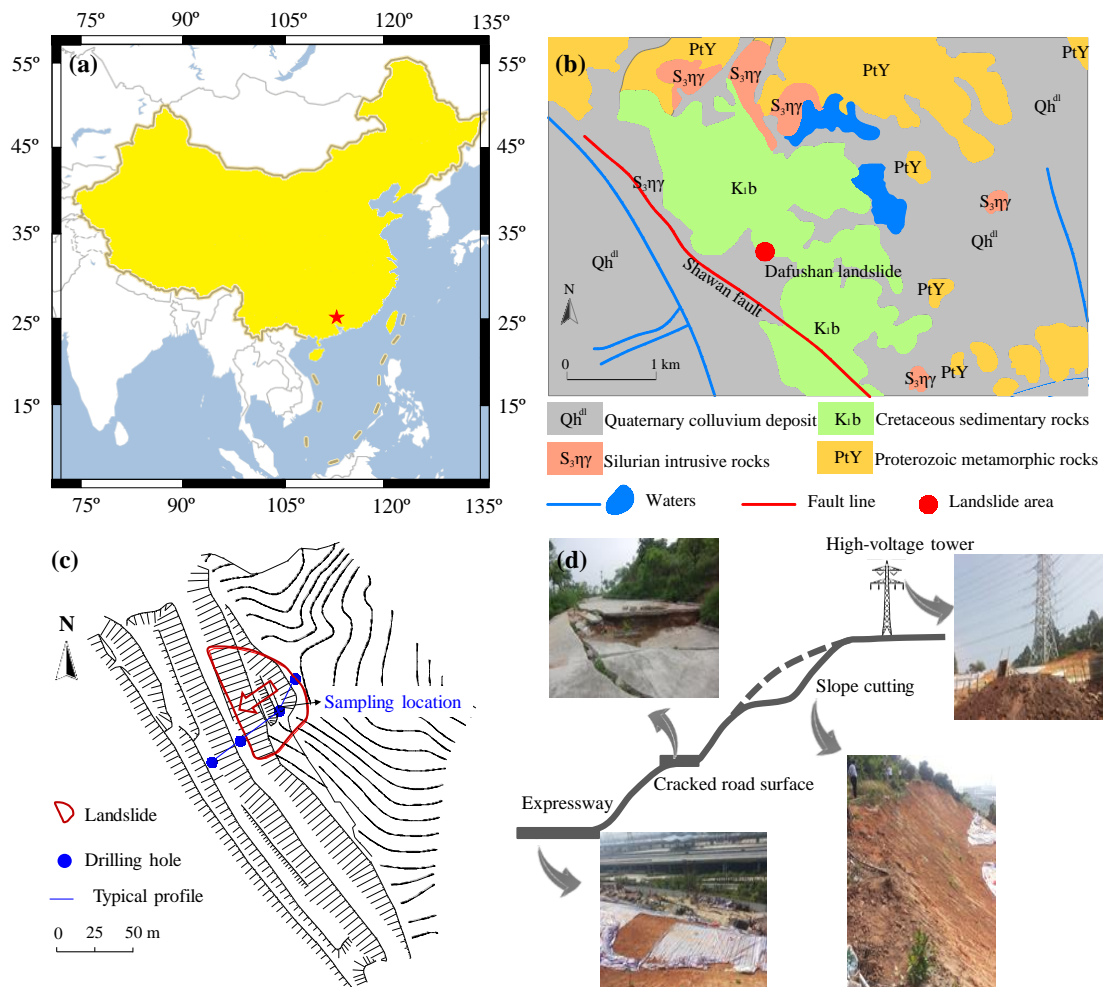 75º 90º 105º 120º 135º
(a)
55º 55º
45º 45º
35º 35º
25º 25º
15º 15º
75º 90º 105º 120º 135º
(b)
PtY
S₃ηγ
S₃ηγ
PtY
PtY
S₃ηγ
Qhᵈˡ
PtY
S₃ηγ
K₁b
S₃ηγ
Qhᵈˡ
Qhᵈˡ
Dafushan landslide
Shawan fault
PtY
N
K₁b
0 1 km
S₃ηγ
PtY
Qhᵈˡ Quaternary colluvium deposit
K₁b Cretaceous sedimentary rocks
S₃ηγ Silurian intrusive rocks
PtY Proterozoic metamorphic rocks
Waters
Fault line
Landslide area
(c)
N
Sampling location
Landslide
Drilling hole
Typical profile
0 25 50 m
(d)
High-voltage tower
Slope cutting
Cracked road surface
Expressway